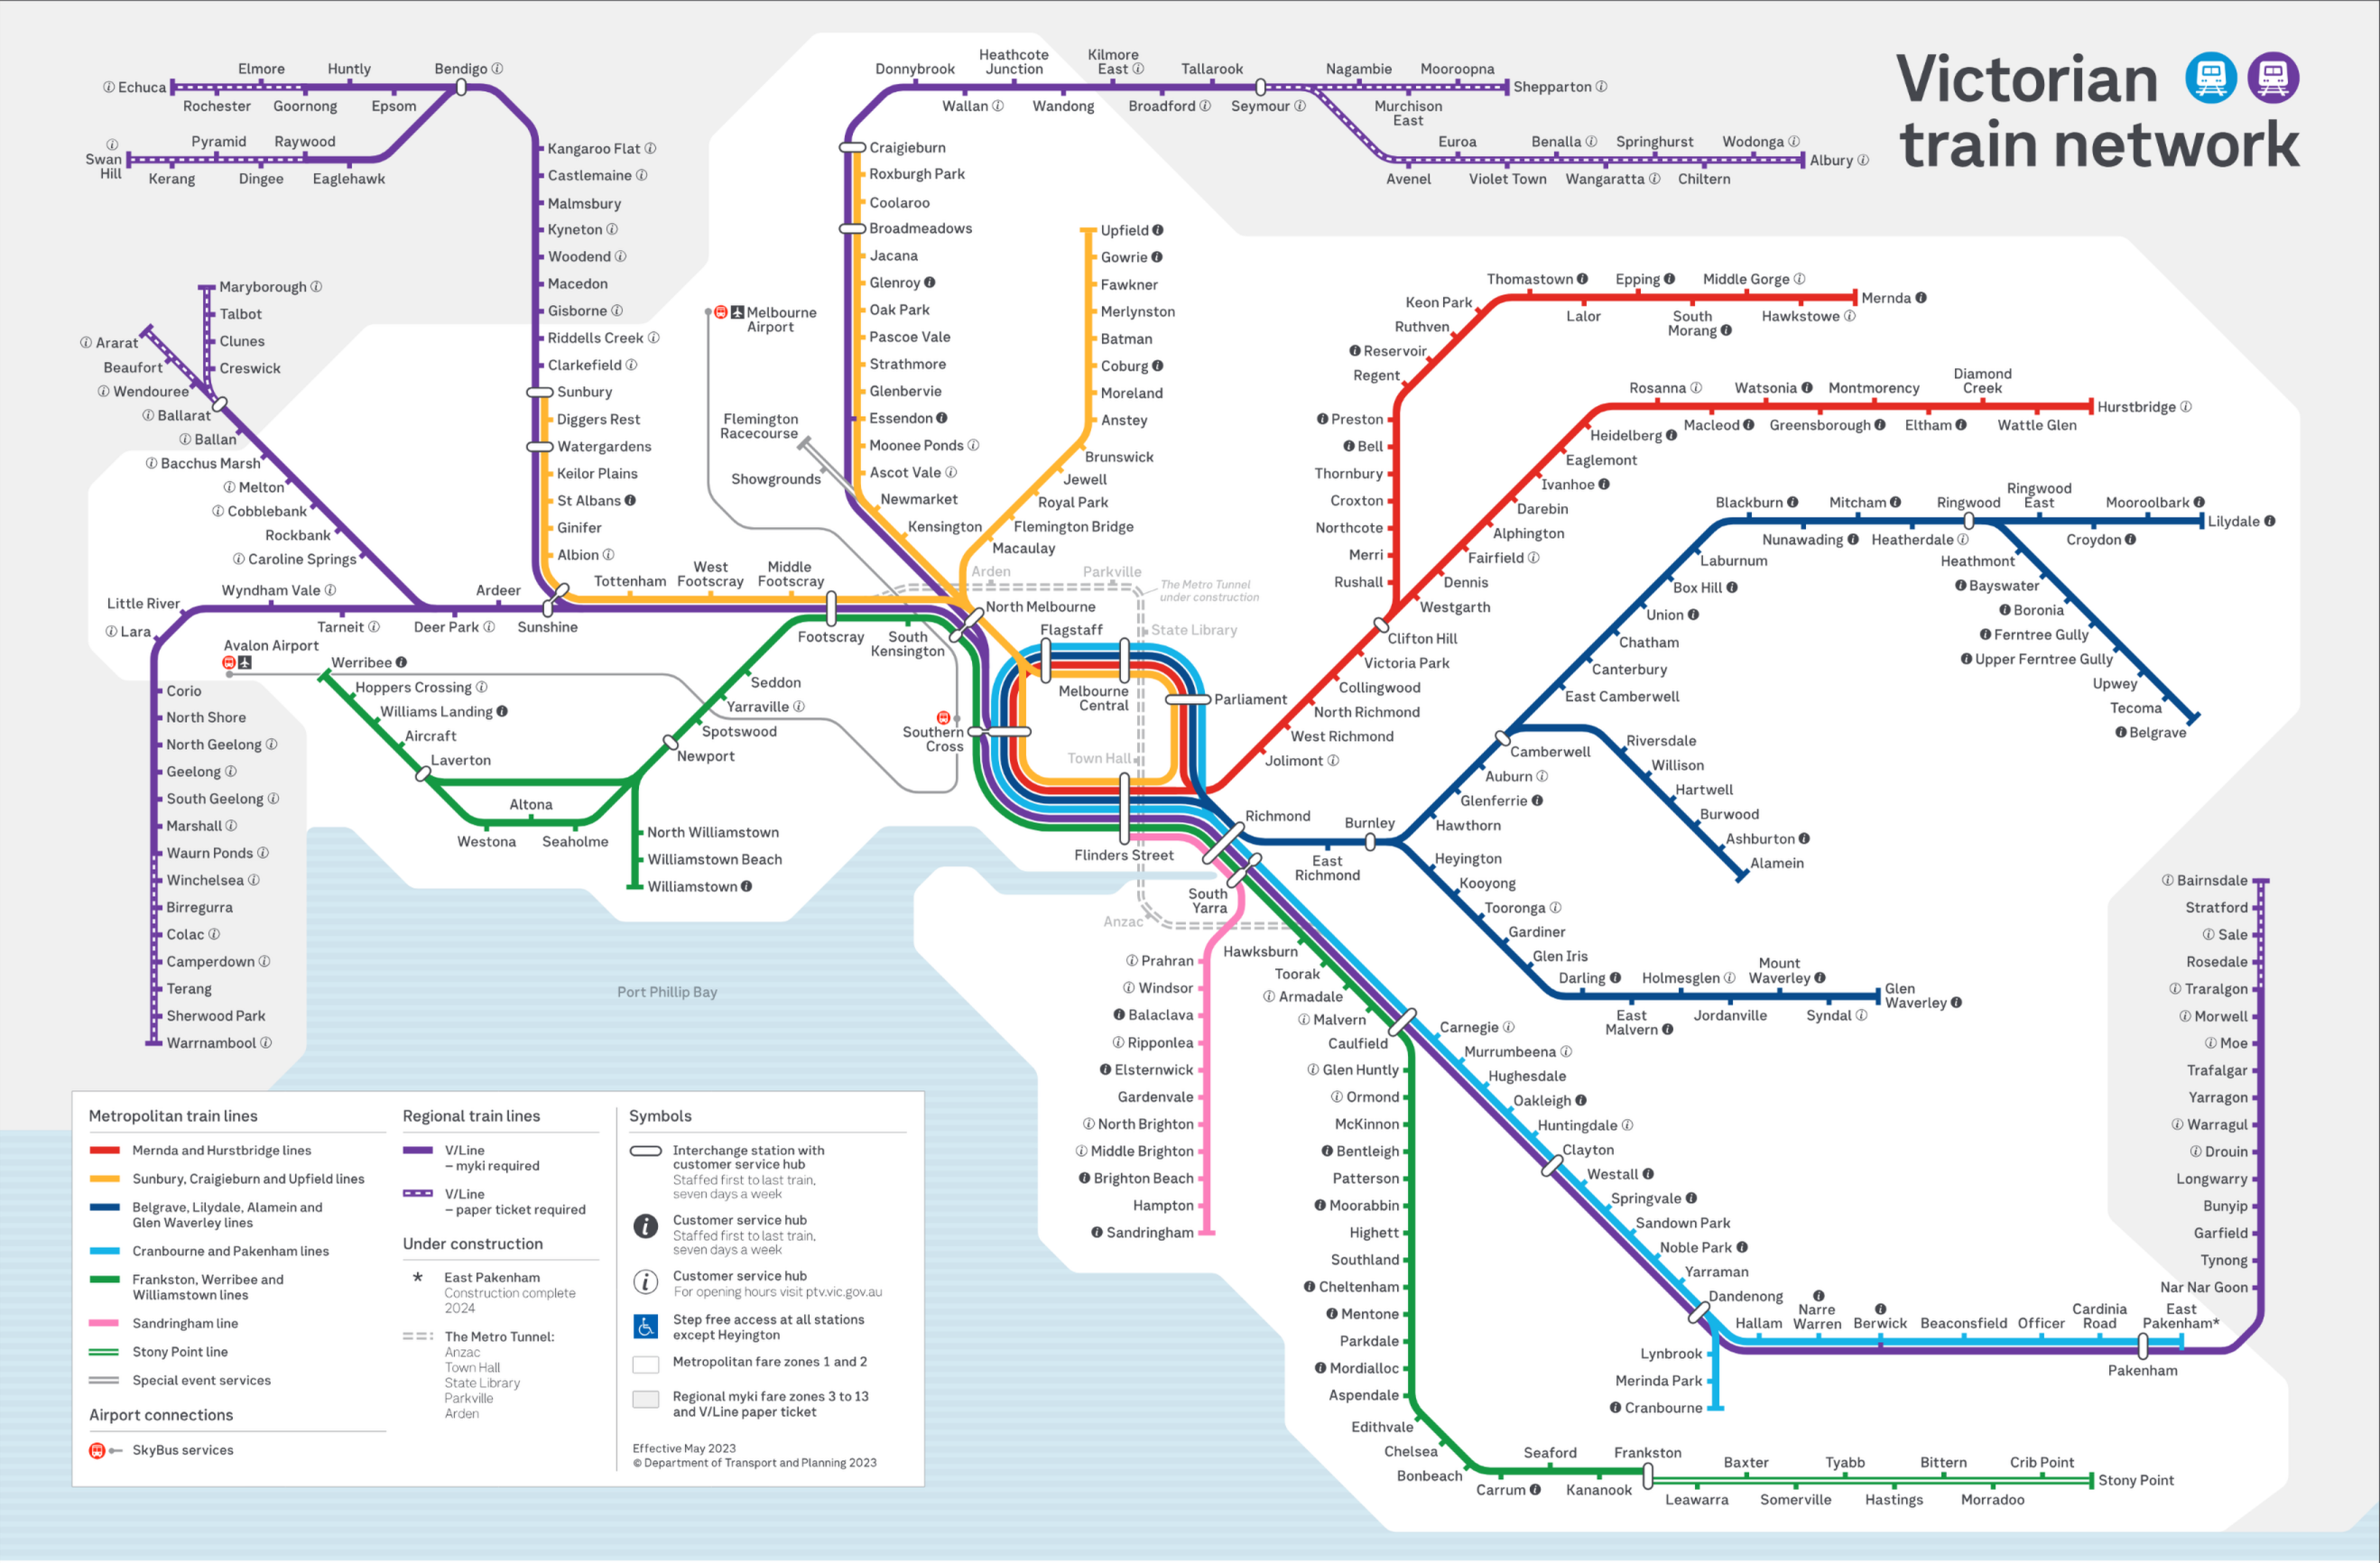 Victorian
train network
Echuca
Elmore
Huntly
Bendigo
Rochester
Goornong
Epsom
Swan
Hill
Pyramid
Raywood
Kerang
Dingee
Eaglehawk
Kangaroo Flat
Castlemaine
Malmsbury
Kyneton
Woodend
Macedon
Gisborne
Riddells Creek
Clarkefield
Sunbury
Diggers Rest
Watergardens
Keilor Plains
St Albans
Ginifer
Albion
Donnybrook
Heathcote
Junction
Kilmore
East
Tallarook
Wallan
Wandong
Broadford
Seymour
Nagambie
Mooroopna
Shepparton
Murchison
East
Euroa
Benalla
Springhurst
Wodonga
Albury
Avenel
Violet Town
Wangaratta
Chiltern
Craigieburn
Roxburgh Park
Coolaroo
Broadmeadows
Jacana
Glenroy
Oak Park
Pascoe Vale
Strathmore
Glenbervie
Essendon
Moonee Ponds
Ascot Vale
Newmarket
Kensington
Upfield
Gowrie
Fawkner
Merlynston
Batman
Coburg
Moreland
Anstey
Brunswick
Jewell
Royal Park
Flemington Bridge
Macaulay
Melbourne
Airport
Flemington
Racecourse
Showgrounds
Maryborough
Talbot
Clunes
Creswick
Ararat
Beaufort
Wendouree
Ballarat
Ballan
Bacchus Marsh
Melton
Cobblebank
Rockbank
Caroline Springs
Ardeer
Deer Park
Sunshine
Wyndham Vale
Tarneit
Little River
Lara
Tottenham
West
Footscray
Middle
Footscray
Footscray
South
Kensington
North Melbourne
Arden
Parkville
The Metro Tunnel
under construction
State Library
Flagstaff
Melbourne
Central
Parliament
Southern
Cross
Town Hall
Flinders Street
Anzac
Avalon Airport
Werribee
Hoppers Crossing
Williams Landing
Aircraft
Laverton
Westona
Altona
Seaholme
Newport
Spotswood
Yarraville
Seddon
North Williamstown
Williamstown Beach
Williamstown
Corio
North Shore
North Geelong
Geelong
South Geelong
Marshall
Waurn Ponds
Winchelsea
Birregurra
Colac
Camperdown
Terang
Sherwood Park
Warrnambool
Port Phillip Bay
Thomastown
Epping
Middle Gorge
Mernda
Keon Park
Lalor
South
Morang
Hawkstowe
Ruthven
Reservoir
Regent
Preston
Bell
Thornbury
Croxton
Northcote
Merri
Rushall
Rosanna
Watsonia
Montmorency
Diamond
Creek
Hurstbridge
Macleod
Greensborough
Eltham
Wattle Glen
Heidelberg
Eaglemont
Ivanhoe
Darebin
Alphington
Fairfield
Dennis
Westgarth
Clifton Hill
Victoria Park
Collingwood
North Richmond
West Richmond
Jolimont
Blackburn
Mitcham
Ringwood
Ringwood
East
Mooroolbark
Lilydale
Nunawading
Heatherdale
Croydon
Laburnum
Box Hill
Union
Chatham
Canterbury
East Camberwell
Camberwell
Auburn
Glenferrie
Hawthorn
Heathmont
Bayswater
Boronia
Ferntree Gully
Upper Ferntree Gully
Upwey
Tecoma
Belgrave
Riversdale
Willison
Hartwell
Burwood
Ashburton
Alamein
Richmond
East
Richmond
Burnley
Heyington
Kooyong
Tooronga
Gardiner
Glen Iris
Darling
Holmesglen
Mount
Waverley
Glen
Waverley
East
Malvern
Jordanville
Syndal
South
Yarra
Prahran
Windsor
Balaclava
Ripponlea
Elsternwick
Gardenvale
North Brighton
Middle Brighton
Brighton Beach
Hampton
Sandringham
Hawksburn
Toorak
Armadale
Malvern
Caulfield
Glen Huntly
Ormond
McKinnon
Bentleigh
Patterson
Moorabbin
Highett
Southland
Cheltenham
Mentone
Parkdale
Mordialloc
Aspendale
Edithvale
Chelsea
Bonbeach
Carrum
Seaford
Kananook
Frankston
Leawarra
Baxter
Somerville
Tyabb
Hastings
Bittern
Morradoo
Crib Point
Stony Point
Carnegie
Murrumbeena
Hughesdale
Oakleigh
Huntingdale
Clayton
Westall
Springvale
Sandown Park
Noble Park
Yarraman
Dandenong
Lynbrook
Merinda Park
Cranbourne
Hallam
Narre
Warren
Berwick
Beaconsfield
Officer
Cardinia
Road
East
Pakenham*
Pakenham
Bairnsdale
Stratford
Sale
Rosedale
Traralgon
Morwell
Moe
Trafalgar
Yarragon
Warragul
Drouin
Longwarry
Bunyip
Garfield
Tynong
Nar Nar Goon
Metropolitan train lines
Mernda and Hurstbridge lines
Sunbury, Craigieburn and Upfield lines
Belgrave, Lilydale, Alamein and
Glen Waverley lines
Cranbourne and Pakenham lines
Frankston, Werribee and
Williamstown lines
Sandringham line
Stony Point line
Special event services
Airport connections
SkyBus services
Regional train lines
V/Line
– myki required
V/Line
– paper ticket required
Under construction
* East Pakenham
Construction complete
2024
The Metro Tunnel:
Anzac
Town Hall
State Library
Parkville
Arden
Symbols
Interchange station with
customer service hub
Staffed first to last train,
seven days a week
Customer service hub
Staffed first to last train,
seven days a week
Customer service hub
For opening hours visit ptv.vic.gov.au
Step free access at all stations
except Heyington
Metropolitan fare zones 1 and 2
Regional myki fare zones 3 to 13
and V/Line paper ticket
Effective May 2023
© Department of Transport and Planning 2023